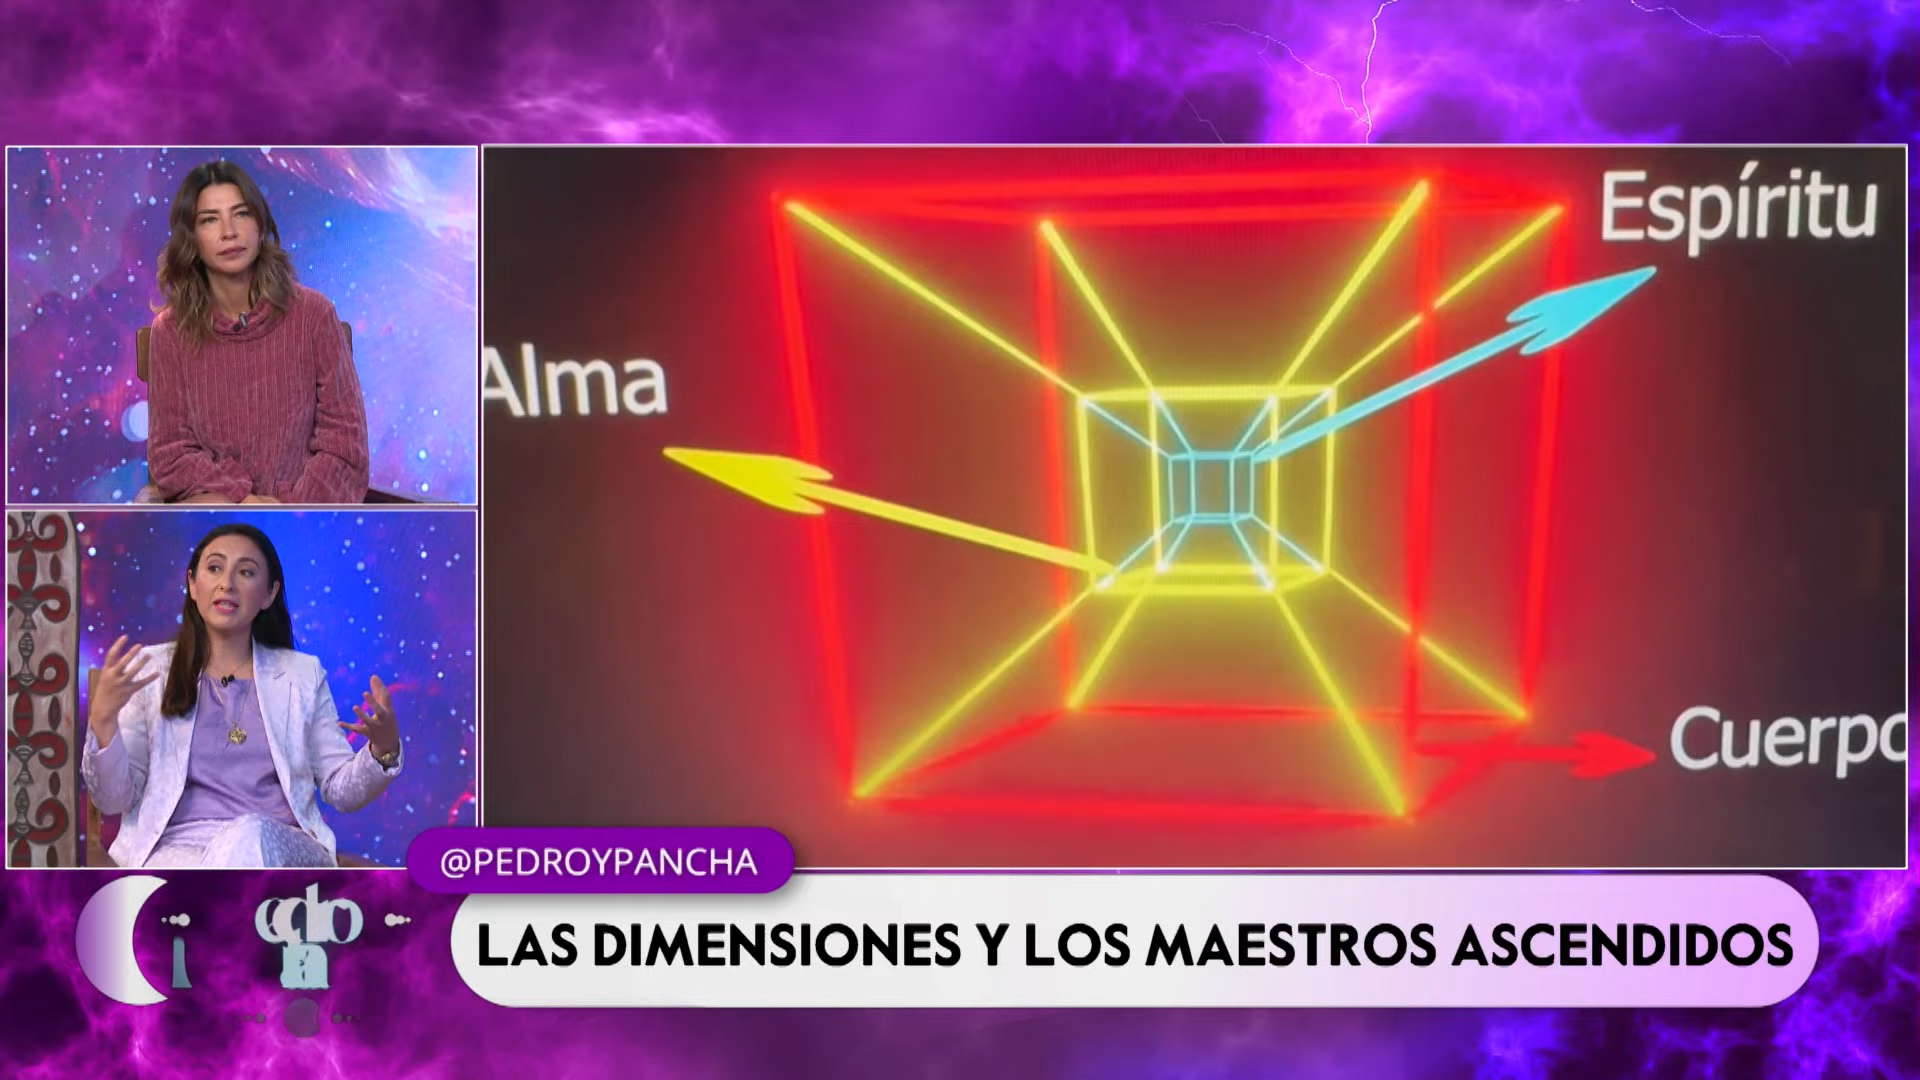 Espíritu
Alma
Cuerpo
@PEDROYPANCHA
LAS DIMENSIONES Y LOS MAESTROS ASCENDIDOS